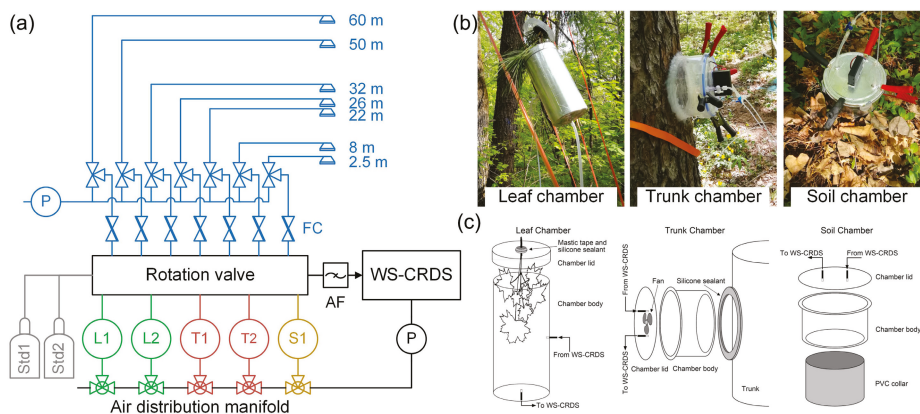 (a)
60 m
50 m
32 m
26 m
22 m
8 m
2.5 m
P
FC
Rotation valve
AF
WS-CRDS
Std1
Std2
L1
L2
T1
T2
S1
P
Air distribution manifold
(b)
Leaf chamber
Trunk chamber
Soil chamber
(c)
Leaf Chamber
Mastic tape and
silicone sealant
Chamber lid
Chamber body
From WS-CRDS
To WS-CRDS
Trunk Chamber
From WS-CRDS
Fan
Silicone sealant
To WS-CRDS
Chamber lid
Chamber body
Trunk
Soil Chamber
To WS-CRDS
From WS-CRDS
Chamber lid
Chamber body
PVC collar